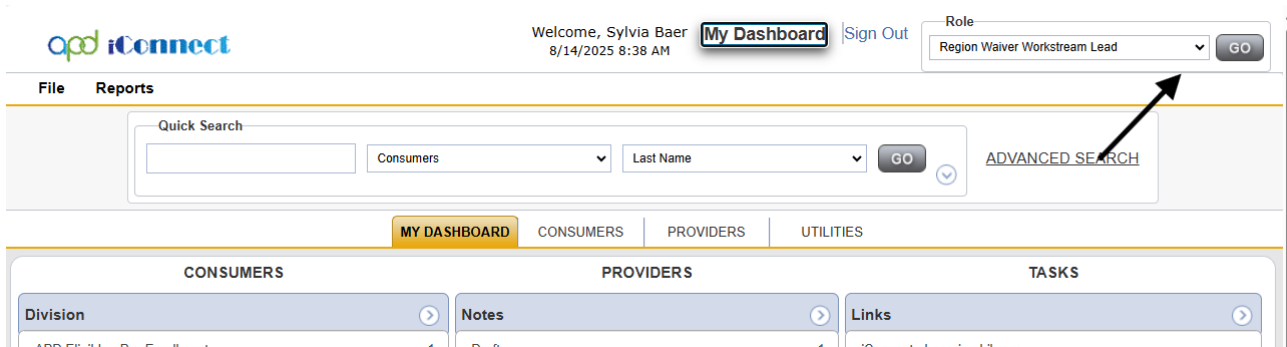 apd iConnect
Welcome, Sylvia Baer
8/14/2025 8:38 AM
My Dashboard
Sign Out
Role
Region Waiver Workstream Lead
GO
File Reports
Quick Search
Consumers
Last Name
GO
ADVANCED SEARCH
MY DASHBOARD CONSUMERS PROVIDERS UTILITIES
CONSUMERS PROVIDERS TASKS
Division
Notes
Links